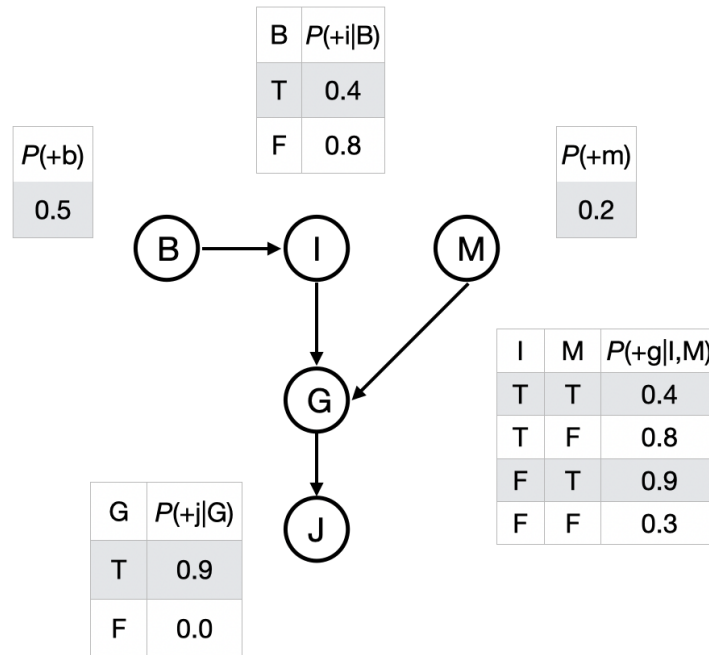 B P(+i|B)
T 0.4
F 0.8
P(+b)
0.5
P(+m)
0.2
B
I
M
I M P(+g|I,M)
T T 0.4
T F 0.8
F T 0.9
F F 0.3
G
G P(+j|G)
T 0.9
F 0.0
J